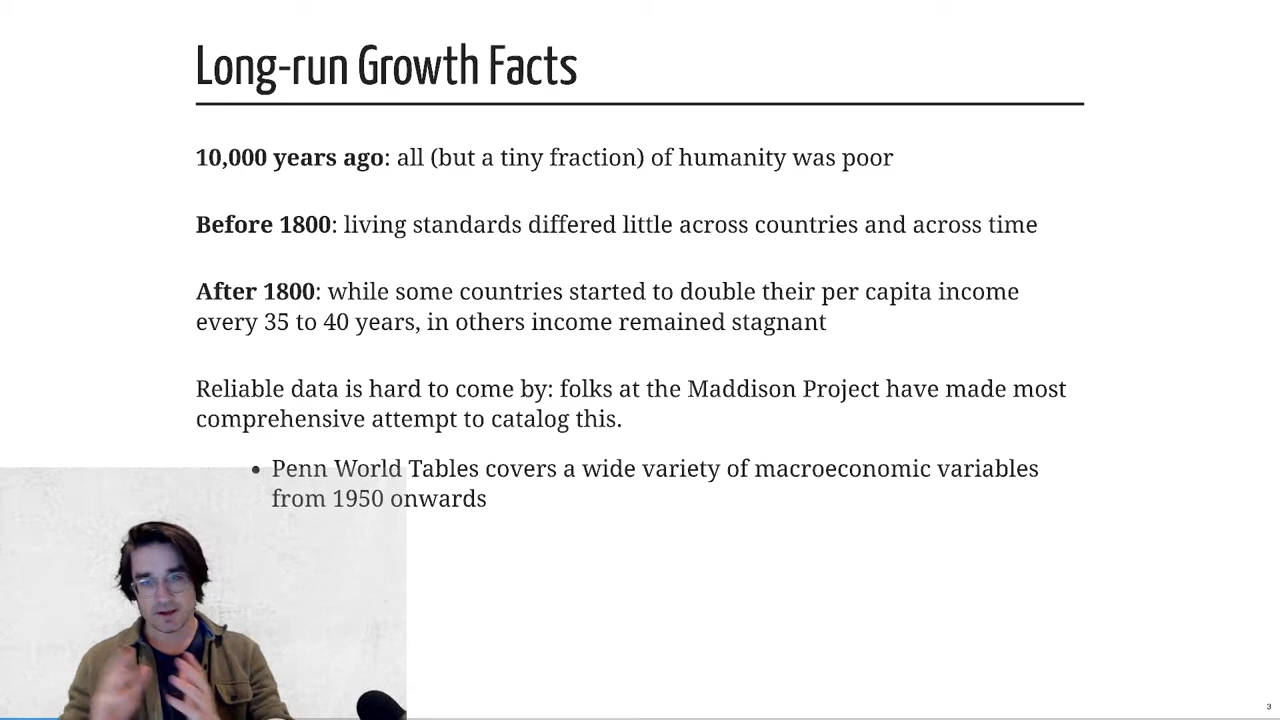 Long-run Growth Facts
10,000 years ago: all (but a tiny fraction) of humanity was poor
Before 1800: living standards differed little across countries and across time
After 1800: while some countries started to double their per capita income
every 35 to 40 years, in others income remained stagnant
Reliable data is hard to come by: folks at the Maddison Project have made most
comprehensive attempt to catalog this.
• Penn World Tables covers a wide variety of macroeconomic variables
from 1950 onwards
3